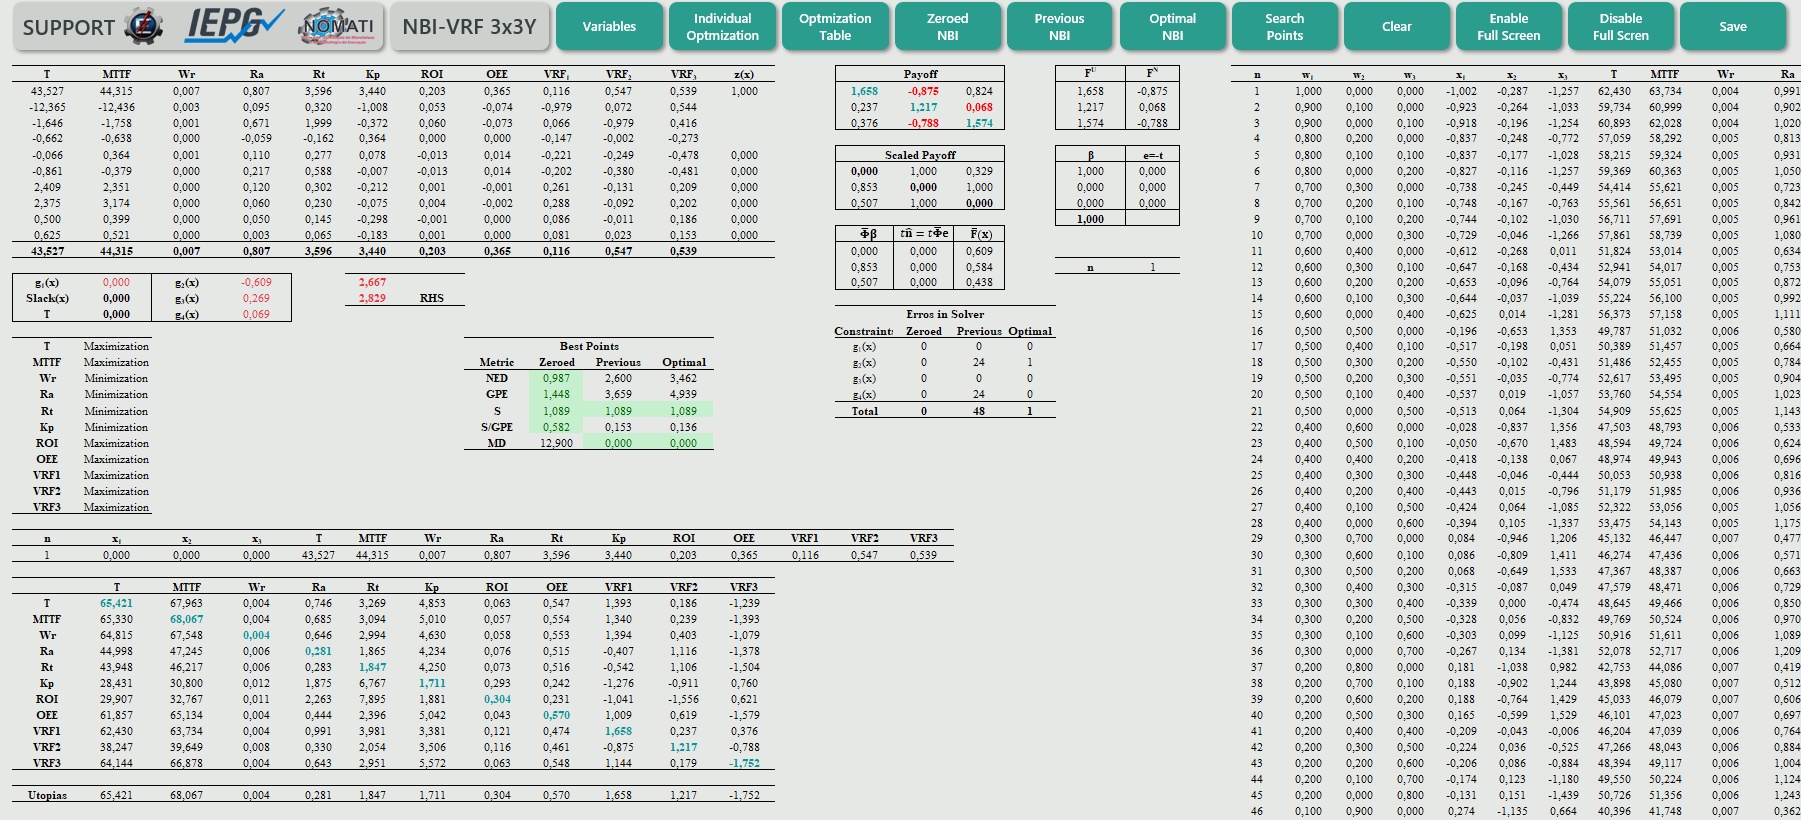 SUPPORT IEPG NOMATI NBI-VRF 3x3Y Variables Individual Optmization Optmization Table Zeroed NBI Previous NBI Optimal NBI Search Points Clear Enable Full Screen Disable Full Scren Save
T MTTF Wr Ra Rt Kp ROI OEE VRF₁ VRF₂ VRF₃ z(x)
43,527 44,315 0,007 0,807 3,596 3,440 0,203 0,365 0,116 0,547 0,539 1,000
-12,365 -12,436 0,003 0,095 0,320 -1,008 0,053 -0,074 -0,979 0,072 0,544
-1,646 -1,758 0,001 0,671 1,999 -0,372 0,060 -0,073 0,066 -0,979 0,416
-0,662 -0,638 0,000 -0,059 -0,162 0,364 0,000 0,000 -0,147 -0,002 -0,273
-0,066 0,364 0,001 0,110 0,277 0,078 -0,013 0,014 -0,221 -0,249 -0,478 0,000
-0,861 -0,379 0,000 0,217 0,588 -0,007 -0,013 0,014 -0,202 -0,380 -0,481 0,000
2,409 2,351 0,000 0,120 0,302 -0,212 0,001 -0,001 0,261 -0,131 0,209 0,000
2,375 3,174 0,000 0,060 0,230 -0,075 0,004 -0,002 0,288 -0,092 0,202 0,000
0,500 0,399 0,000 0,050 0,145 -0,298 -0,001 0,000 0,086 -0,011 0,186 0,000
0,625 0,521 0,000 0,003 0,065 -0,183 0,001 0,000 0,081 0,023 0,153 0,000
43,527 44,315 0,007 0,807 3,596 3,440 0,203 0,365 0,116 0,547 0,539
g₁(x) 0,000 g₂(x) -0,609 2,667
Slack(x) 0,000 g₃(x) 0,269 2,829 RHS
T 0,000 g₄(x) 0,069
T Maximization
MTTF Maximization
Wr Minimization
Ra Minimization
Rt Minimization
Kp Minimization
ROI Maximization
OEE Maximization
VRF1 Maximization
VRF2 Maximization
VRF3 Maximization
Best Points
Metric Zeroed Previous Optimal
NED 0,987 2,600 3,462
GPE 1,448 3,659 4,939
S 1,089 1,089 1,089
S/GPE 0,582 0,153 0,136
MD 12,900 0,000 0,000
Payoff
1,658 -0,875 0,824
0,237 1,217 0,068
0,376 -0,788 1,574
Fᵁ Fᴺ
1,658 -0,875
1,217 0,068
1,574 -0,788
Scaled Payoff
0,000 1,000 0,329
0,853 0,000 1,000
0,507 1,000 0,000
β e=-t
1,000 0,000
0,000 0,000
0,000 0,000
1,000
Φ̅β tn̂ = tΦ̅e F̅(x)
0,000 0,000 0,609
0,853 0,000 0,584
0,507 0,000 0,438
n 1
Erros in Solver
Constraint: Zeroed Previous Optimal
g₁(x) 0 0 0
g₂(x) 0 24 1
g₃(x) 0 0 0
g₄(x) 0 24 0
Total 0 48 1
n x₁ x₂ x₃ T MTTF Wr Ra Rt Kp ROI OEE VRF1 VRF2 VRF3
1 0,000 0,000 0,000 43,527 44,315 0,007 0,807 3,596 3,440 0,203 0,365 0,116 0,547 0,539
T MTTF Wr Ra Rt Kp ROI OEE VRF1 VRF2 VRF3
T 65,421 67,963 0,004 0,746 3,269 4,853 0,063 0,547 1,393 0,186 -1,239
MTTF 65,330 68,067 0,004 0,685 3,094 5,010 0,057 0,554 1,340 0,239 -1,393
Wr 64,815 67,548 0,004 0,646 2,994 4,630 0,058 0,553 1,394 0,403 -1,079
Ra 44,998 47,245 0,006 0,281 1,865 4,234 0,076 0,515 -0,407 1,116 -1,378
Rt 43,948 46,217 0,006 0,283 1,847 4,250 0,073 0,516 -0,542 1,106 -1,504
Kp 28,431 30,800 0,012 1,875 6,767 1,711 0,293 0,242 -1,276 -0,911 0,760
ROI 29,907 32,767 0,011 2,263 7,895 1,881 0,304 0,231 -1,041 -1,556 0,621
OEE 61,857 65,134 0,004 0,444 2,396 5,042 0,043 0,570 1,009 0,619 -1,579
VRF1 62,430 63,734 0,004 0,991 3,981 3,381 0,121 0,474 1,658 0,237 0,376
VRF2 38,247 39,649 0,008 0,330 2,054 3,506 0,116 0,461 -0,875 1,217 -0,788
VRF3 64,144 66,878 0,004 0,643 2,951 5,572 0,063 0,548 1,144 0,179 -1,752
Utopias 65,421 68,067 0,004 0,281 1,847 1,711 0,304 0,570 1,658 1,217 -1,752
n w₁ w₂ w₃ x₁ x₂ x₃ T MTTF Wr Ra
1 1,000 0,000 0,000 -1,002 -0,287 -1,257 62,430 63,734 0,004 0,991
2 0,900 0,100 0,000 -0,923 -0,264 -1,033 59,734 60,999 0,004 0,902
3 0,900 0,000 0,100 -0,918 -0,196 -1,254 60,893 62,028 0,004 1,020
4 0,800 0,200 0,000 -0,837 -0,248 -0,772 57,059 58,292 0,005 0,813
5 0,800 0,100 0,100 -0,837 -0,177 -1,028 58,215 59,324 0,005 0,931
6 0,800 0,000 0,200 -0,827 -0,116 -1,257 59,369 60,363 0,005 1,050
7 0,700 0,300 0,000 -0,738 -0,245 -0,449 54,414 55,621 0,005 0,723
8 0,700 0,200 0,100 -0,748 -0,167 -0,763 55,561 56,651 0,005 0,842
9 0,700 0,100 0,200 -0,744 -0,102 -1,030 56,711 57,691 0,005 0,961
10 0,700 0,000 0,300 -0,729 -0,046 -1,266 57,861 58,739 0,005 1,080
11 0,600 0,400 0,000 -0,612 -0,268 0,011 51,824 53,014 0,005 0,634
12 0,600 0,300 0,100 -0,647 -0,168 -0,434 52,941 54,017 0,005 0,753
13 0,600 0,200 0,200 -0,653 -0,096 -0,764 54,079 55,051 0,005 0,872
14 0,600 0,100 0,300 -0,644 -0,037 -1,039 55,224 56,100 0,005 0,992
15 0,600 0,000 0,400 -0,625 0,014 -1,281 56,373 57,158 0,005 1,111
16 0,500 0,500 0,000 -0,196 -0,653 1,353 49,787 51,032 0,006 0,580
17 0,500 0,400 0,100 -0,517 -0,198 0,051 50,389 51,457 0,005 0,664
18 0,500 0,300 0,200 -0,550 -0,102 -0,431 51,486 52,455 0,005 0,784
19 0,500 0,200 0,300 -0,551 -0,035 -0,774 52,617 53,495 0,005 0,904
20 0,500 0,100 0,400 -0,537 0,019 -1,057 53,760 54,554 0,005 1,023
21 0,500 0,000 0,500 -0,513 0,064 -1,304 54,909 55,625 0,005 1,143
22 0,400 0,600 0,000 -0,028 -0,837 1,356 47,503 48,793 0,006 0,533
23 0,400 0,500 0,100 -0,050 -0,670 1,483 48,594 49,724 0,006 0,624
24 0,400 0,400 0,200 -0,418 -0,138 0,067 48,974 49,943 0,006 0,696
25 0,400 0,300 0,300 -0,448 -0,046 -0,444 50,053 50,938 0,006 0,816
26 0,400 0,200 0,400 -0,443 0,015 -0,796 51,179 51,985 0,006 0,936
27 0,400 0,100 0,500 -0,424 0,064 -1,085 52,322 53,056 0,005 1,056
28 0,400 0,000 0,600 -0,394 0,105 -1,337 53,475 54,143 0,005 1,175
29 0,300 0,700 0,000 0,084 -0,946 1,206 45,132 46,447 0,007 0,477
30 0,300 0,600 0,100 0,086 -0,809 1,411 46,274 47,436 0,006 0,571
31 0,300 0,500 0,200 0,068 -0,649 1,533 47,367 48,387 0,006 0,663
32 0,300 0,400 0,300 -0,315 -0,087 0,049 47,579 48,471 0,006 0,729
33 0,300 0,300 0,400 -0,339 0,000 -0,474 48,645 49,466 0,006 0,850
34 0,300 0,200 0,500 -0,328 0,056 -0,832 49,769 50,524 0,006 0,970
35 0,300 0,100 0,600 -0,303 0,099 -1,125 50,916 51,611 0,006 1,089
36 0,300 0,000 0,700 -0,267 0,134 -1,381 52,078 52,717 0,006 1,209
37 0,200 0,800 0,000 0,181 -1,038 0,982 42,753 44,086 0,007 0,419
38 0,200 0,700 0,100 0,188 -0,902 1,244 43,898 45,080 0,007 0,512
39 0,200 0,600 0,200 0,188 -0,764 1,429 45,033 46,079 0,007 0,606
40 0,200 0,500 0,300 0,165 -0,599 1,529 46,101 47,023 0,007 0,697
41 0,200 0,400 0,400 -0,209 -0,043 -0,006 46,204 47,039 0,006 0,764
42 0,200 0,300 0,500 -0,224 0,036 -0,525 47,266 48,043 0,006 0,884
43 0,200 0,200 0,600 -0,206 0,086 -0,884 48,394 49,117 0,006 1,004
44 0,200 0,100 0,700 -0,174 0,123 -1,180 49,550 50,224 0,006 1,124
45 0,200 0,000 0,800 -0,131 0,151 -1,439 50,726 51,356 0,006 1,243
46 0,100 0,900 0,000 0,274 -1,135 0,664 40,396 41,748 0,007 0,362